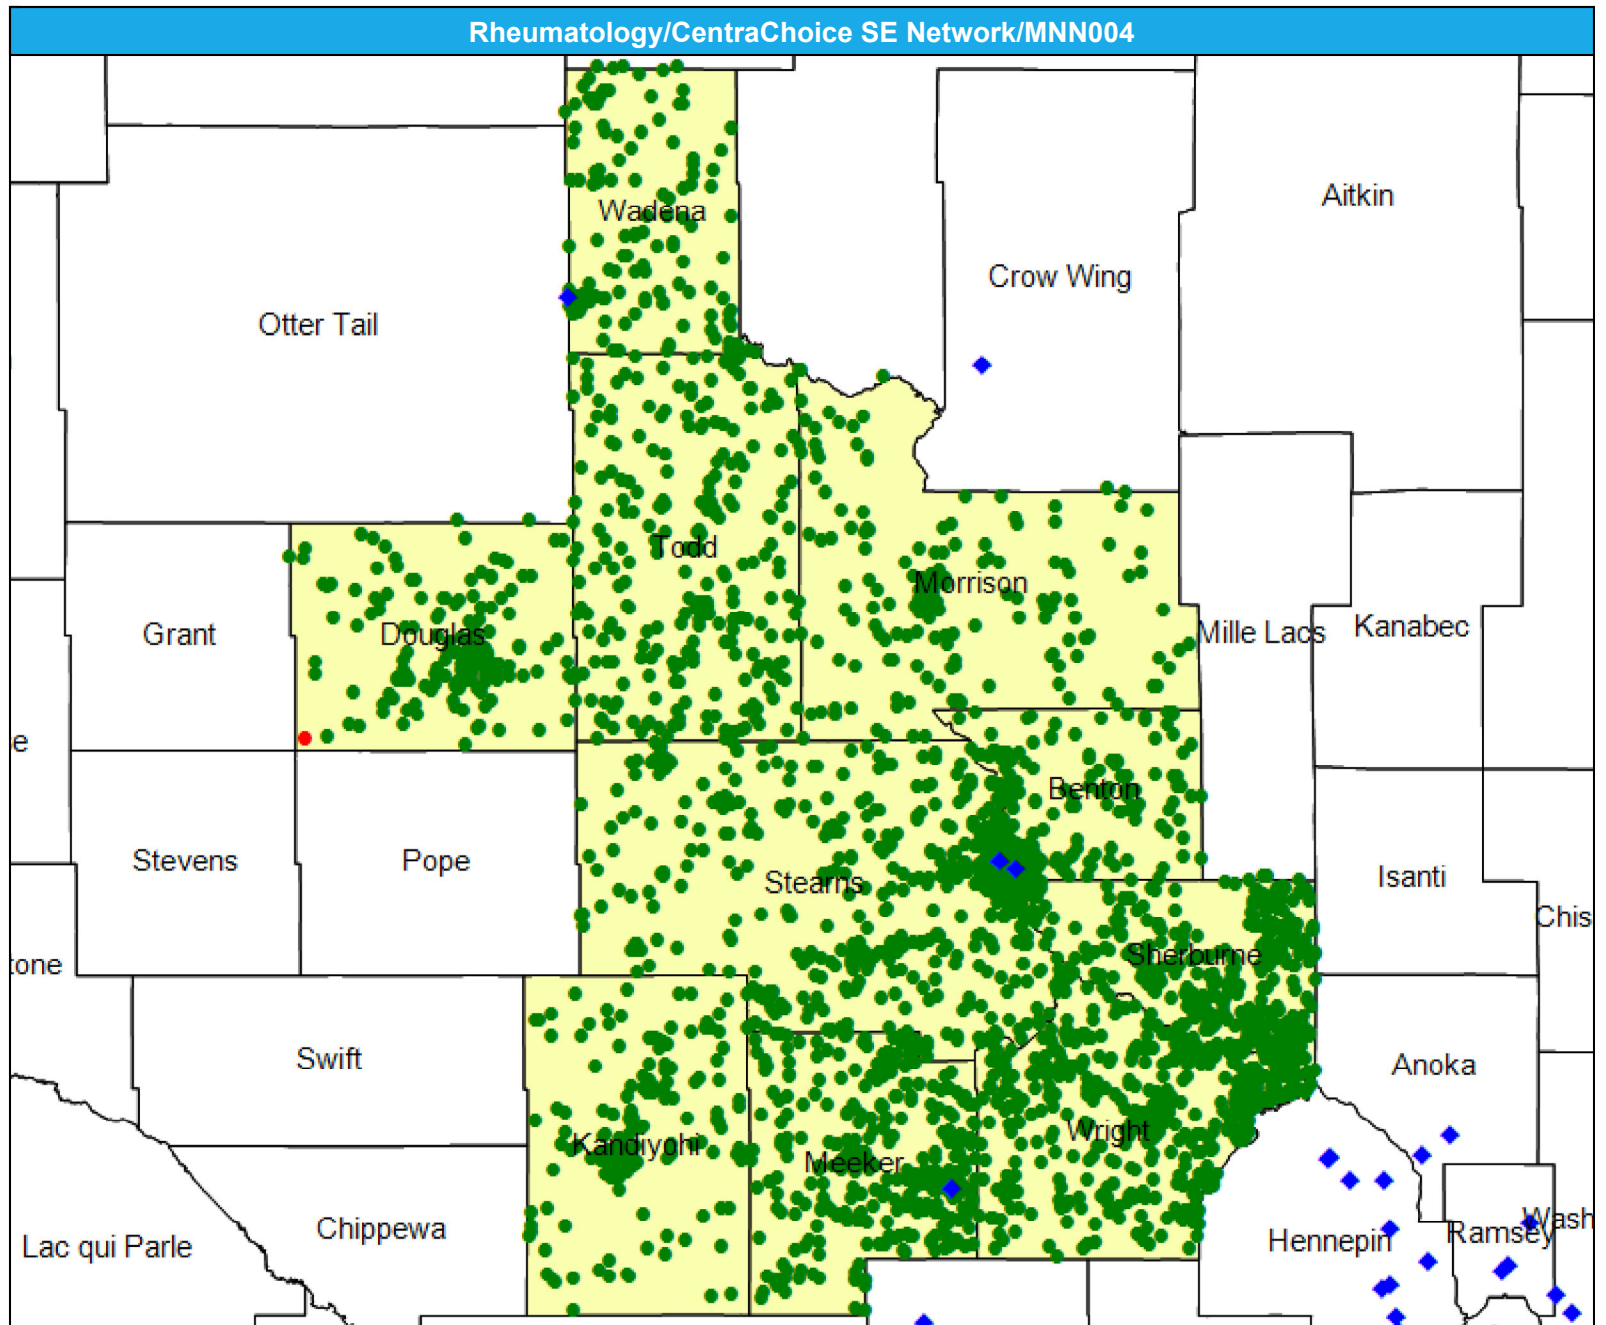 Rheumatology/CentraChoice SE Network/MNN004
Aitkin
Wadena
Crow Wing
Otter Tail
Todd
Morrison
Grant
Douglas
Mille Lacs
Kanabec
e
Benton
Stevens
Pope
Stearns
Isanti
Chis
Sherburne
tone
Swift
Anoka
Wright
Kandiyohi
Meeker
Chippewa
Wash
Lac qui Parle
Hennepin
Ramsey